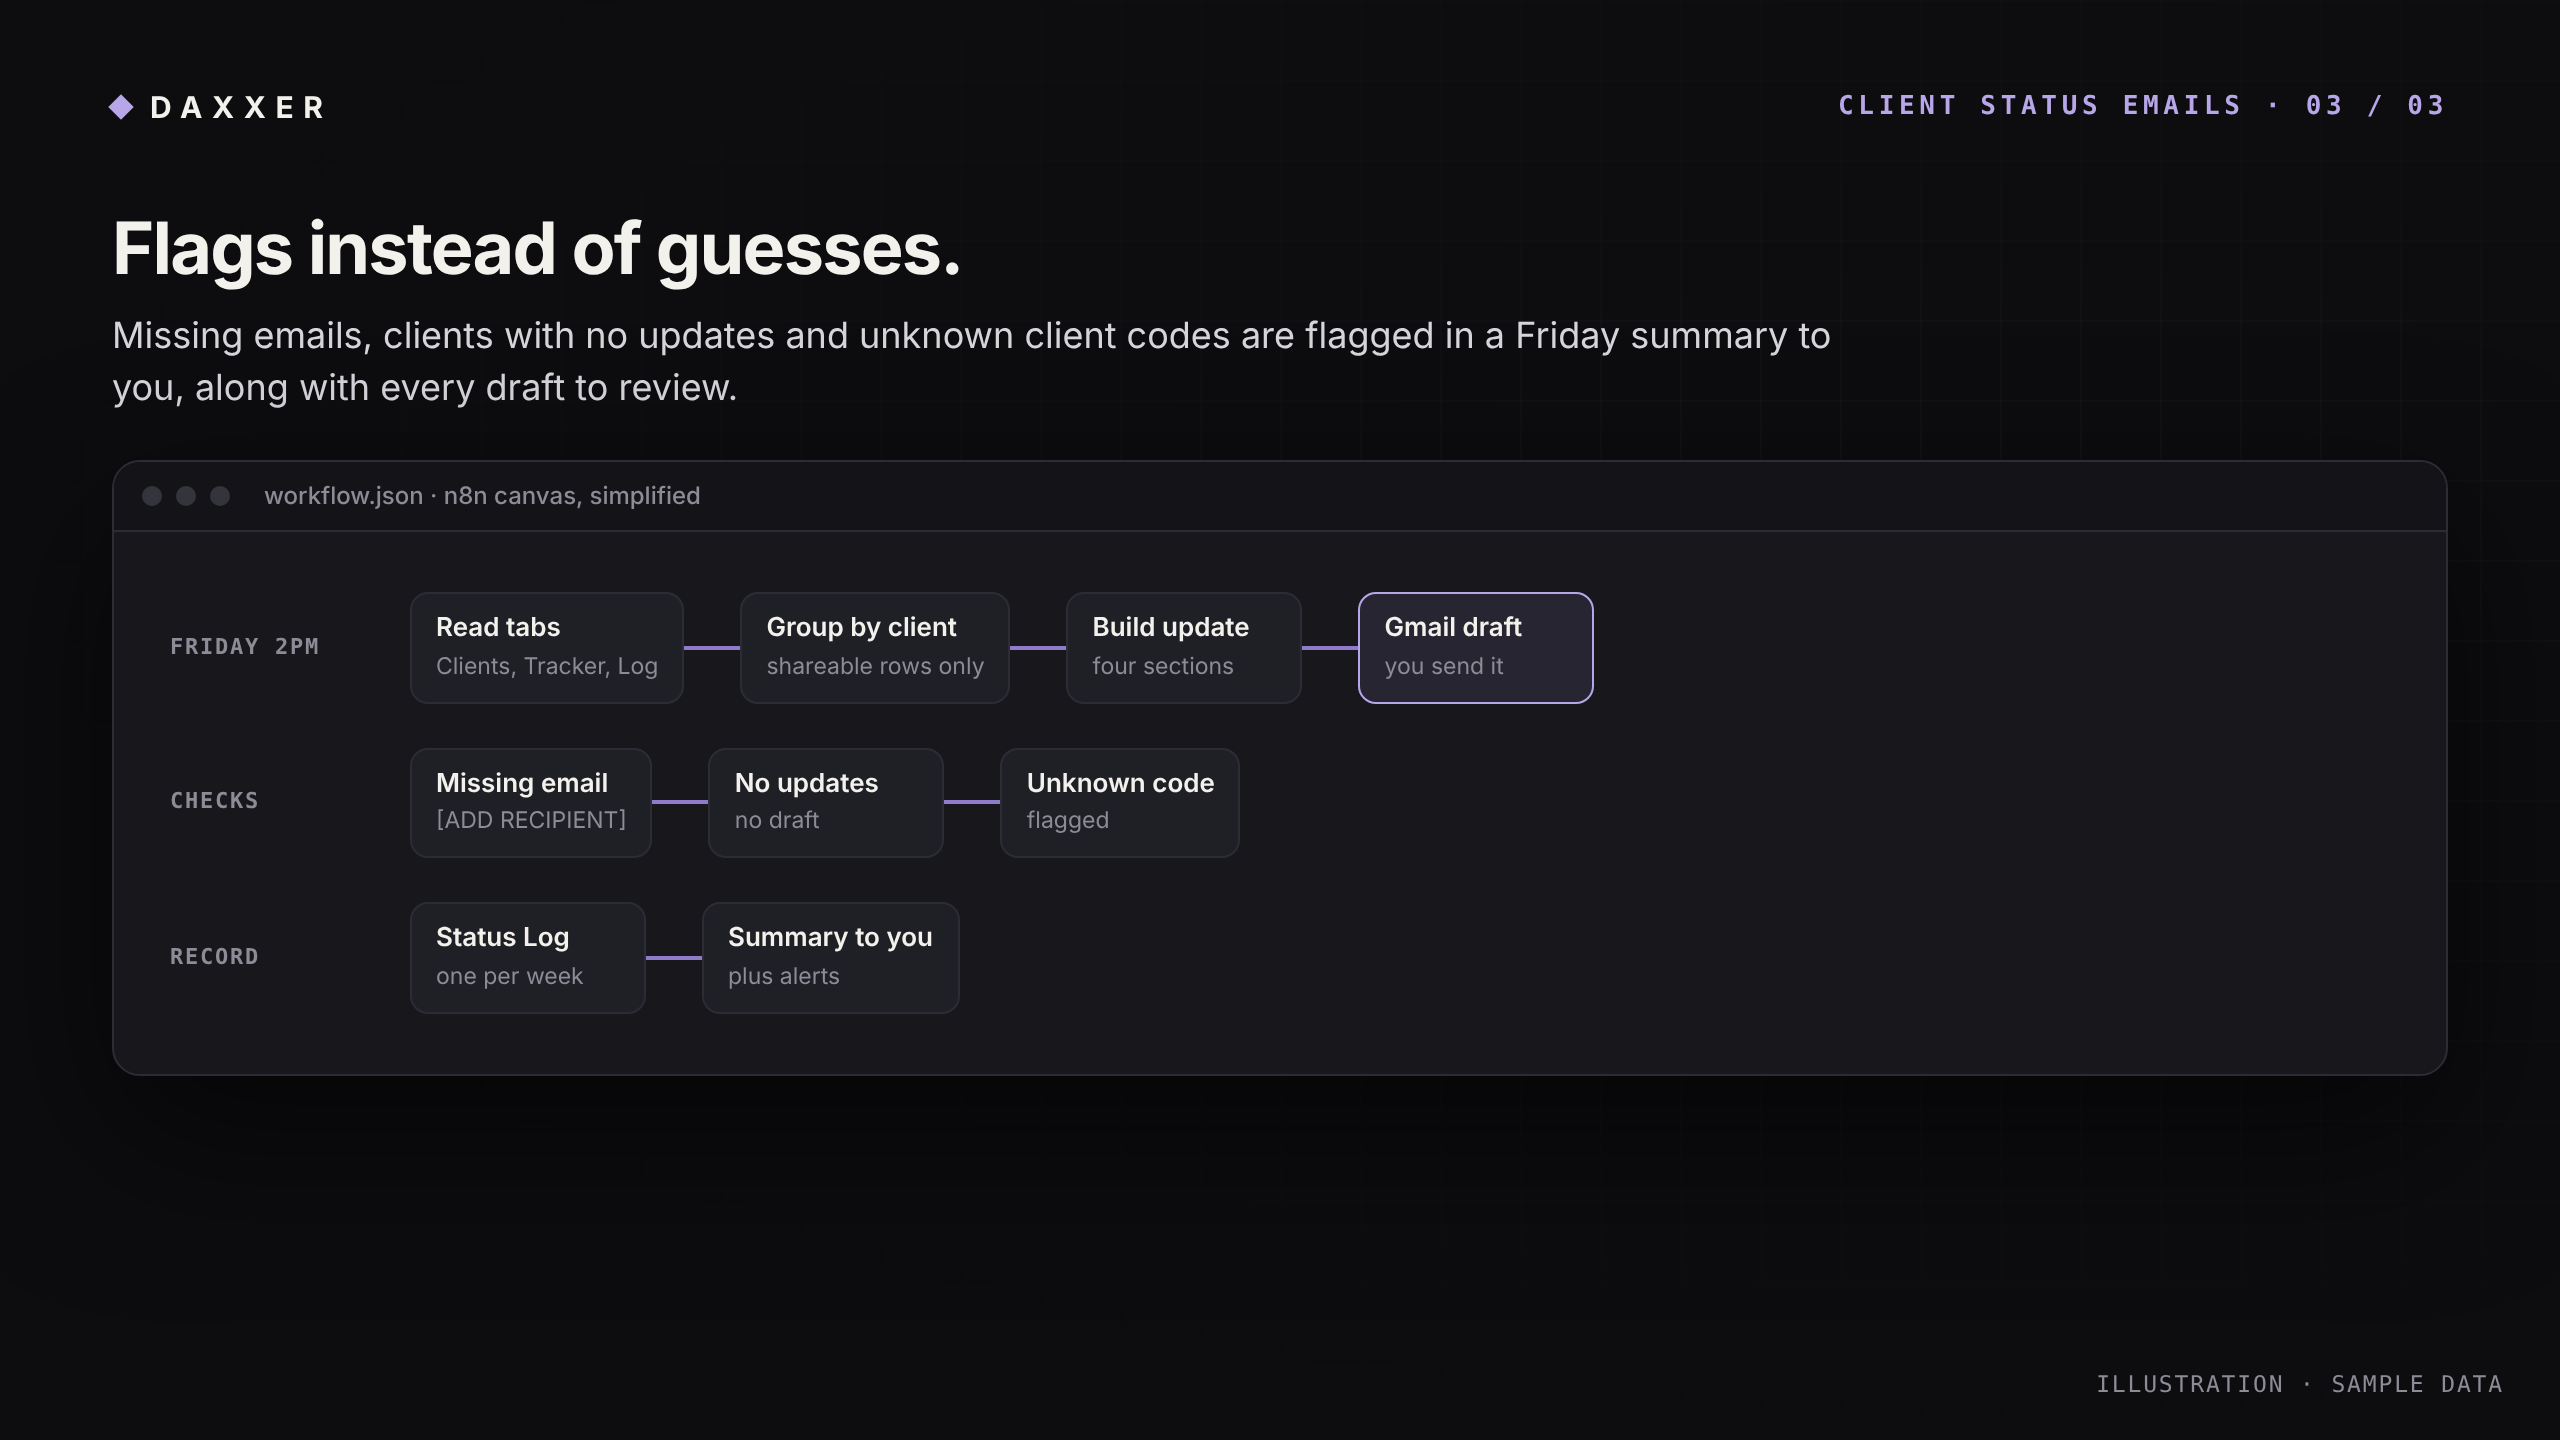 DAXXER
CLIENT STATUS EMAILS · 03 / 03
Flags instead of guesses.
Missing emails, clients with no updates and unknown client codes are flagged in a Friday summary to
you, along with every draft to review.
workflow.json · n8n canvas, simplified
FRIDAY 2PM
Read tabs
Clients, Tracker, Log
Group by client
shareable rows only
Build update
four sections
Gmail draft
you send it
CHECKS
Missing email
[ADD RECIPIENT]
No updates
no draft
Unknown code
flagged
RECORD
Status Log
one per week
Summary to you
plus alerts
ILLUSTRATION · SAMPLE DATA